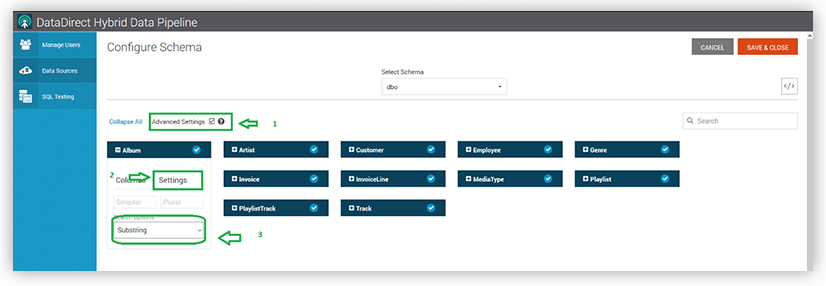 DataDirect Hybrid Data Pipeline
Manage Users
Data Sources
SQL Testing
Configure Schema
CANCEL
SAVE & CLOSE
Select Schema
dbo
</>
Collapse All
Advanced Settings
?
1
Search
Album
Artist
Customer
Employee
Genre
2
Columns
Settings
Invoice
InvoiceLine
MediaType
Playlist
Singular
Plural
PlaylistTrack
Track
Search Options
Substring
3